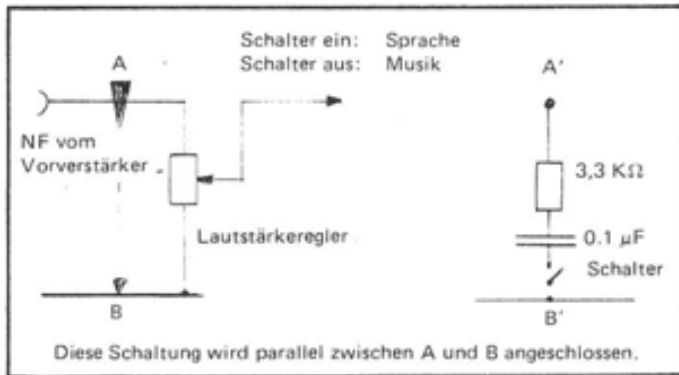 Schalter ein: Sprache
Schalter aus: Musik
A
A'
NF vom
Vorverstärker
3,3 KΩ
Lautstärkeregler
0.1 µF
Schalter
B
B'
Diese Schaltung wird parallel zwischen A und B angeschlossen.